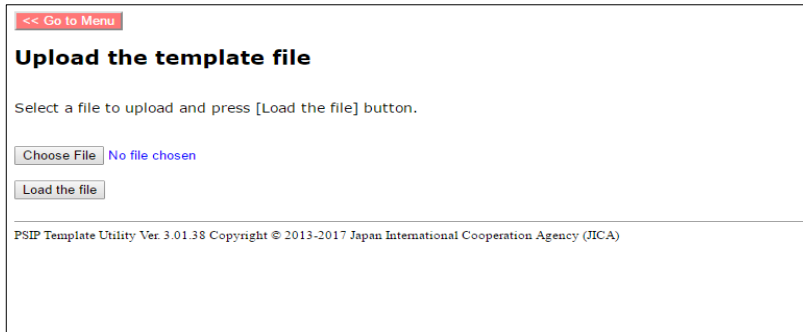 << Go to Menu
Upload the template file
Select a file to upload and press [Load the file] button.
Choose File No file chosen
Load the file
PSIP Template Utility Ver. 3.01.38 Copyright © 2013-2017 Japan International Cooperation Agency (JICA)